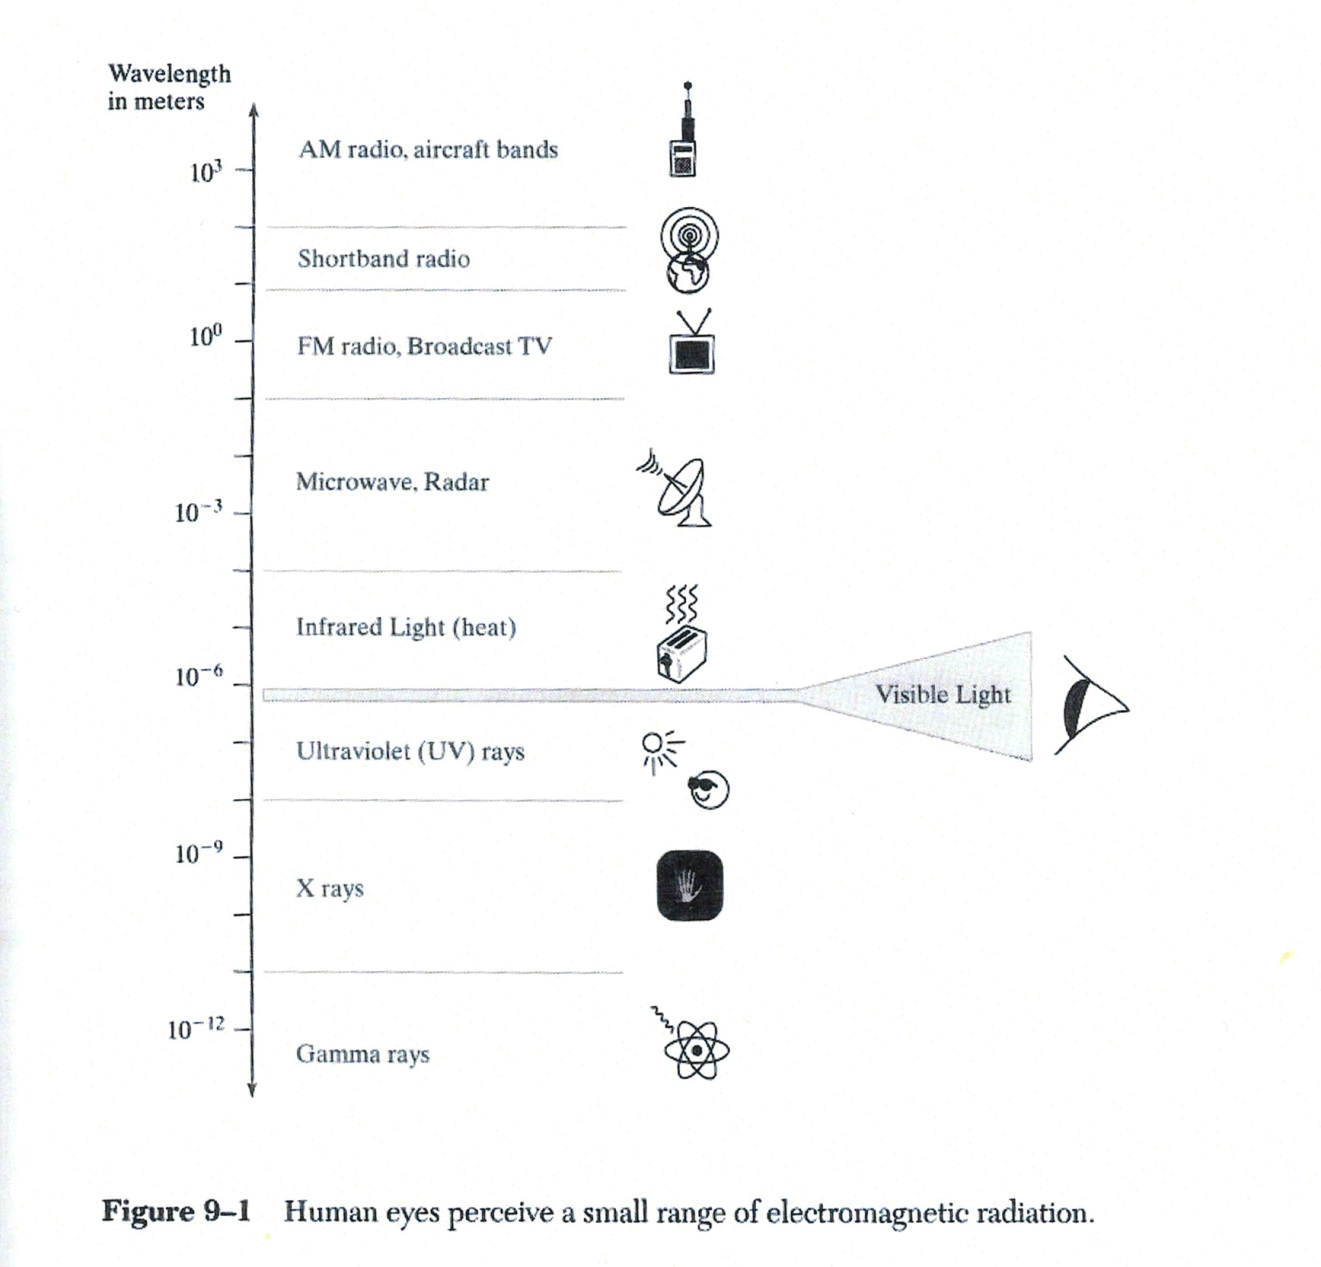 Wavelength
in meters
AM radio, aircraft bands
10³
Shortband radio
10⁰
FM radio, Broadcast TV
Microwave, Radar
10⁻³
Infrared Light (heat)
10⁻⁶
Visible Light
Ultraviolet (UV) rays
10⁻⁹
X rays
10⁻¹²
Gamma rays
Figure 9–1 Human eyes perceive a small range of electromagnetic radiation.